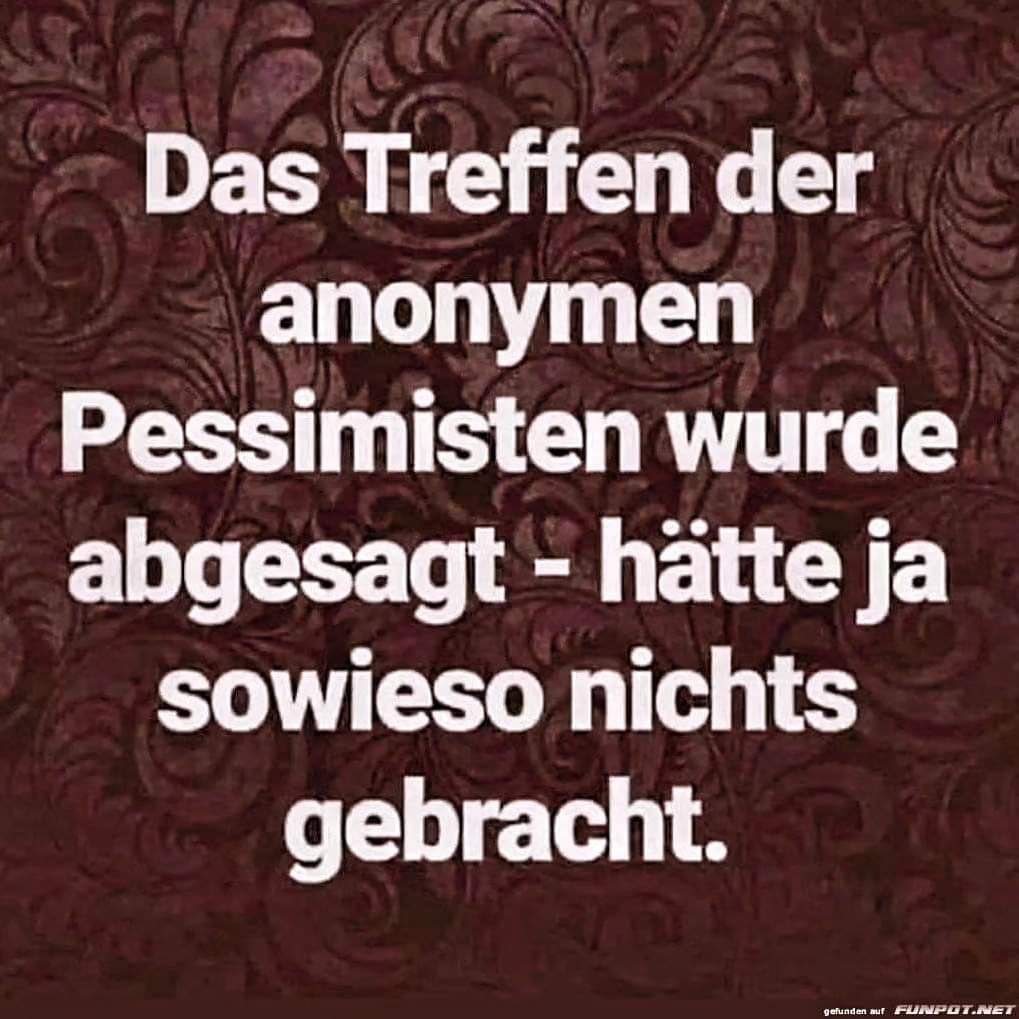 Das Treffen der
anonymen
Pessimisten wurde
abgesagt - hätte ja
sowieso nichts
gebracht.
gefunden auf FUNPOT.NET